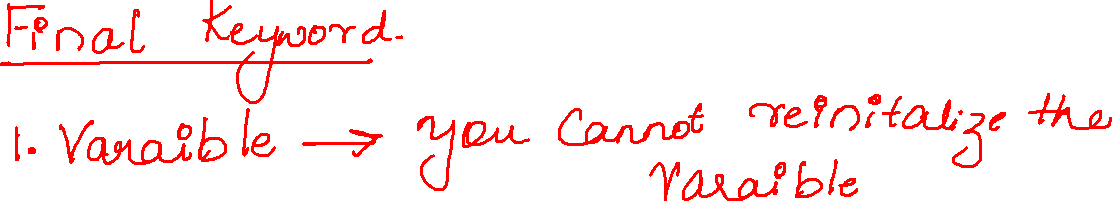 Final Keyword.
1. Varaible → you cannot reinitalize the
Varaible